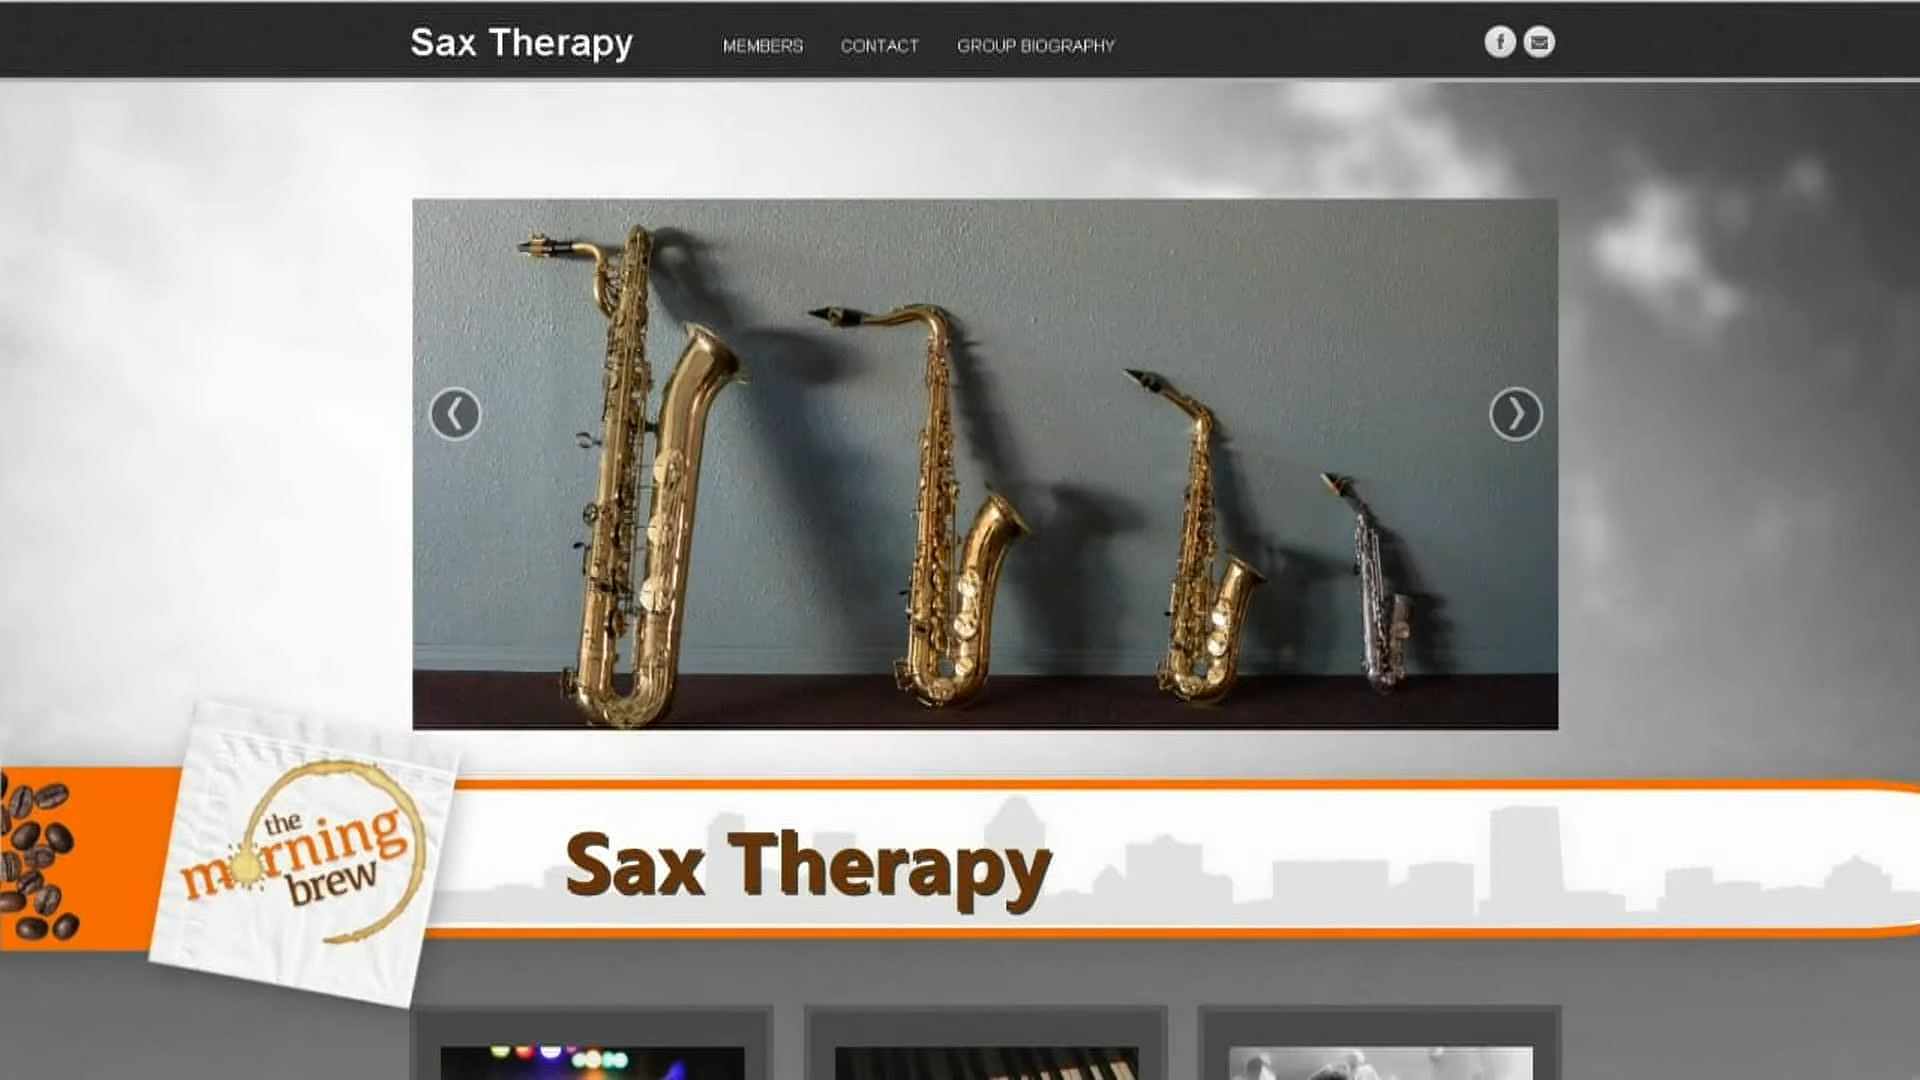 Sax Therapy
MEMBERS
CONTACT
GROUP BIOGRAPHY
f
the
morning
brew
Sax Therapy